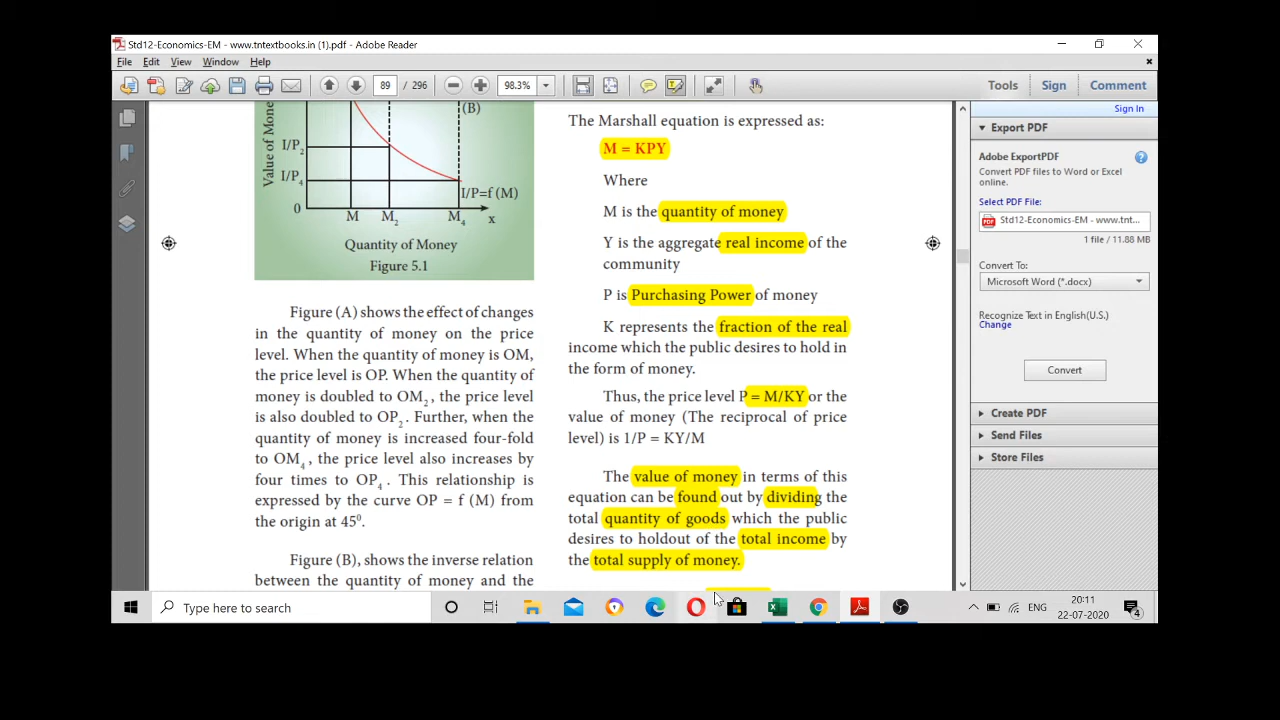 Std12-Economics-EM - www.tntextbooks.in (1).pdf - Adobe Reader
File Edit View Window Help
89 / 296 98.3%
Tools Sign Comment
Value of Mone
(B)
I/P2
I/P4
I/P=f (M)
0
M M2 M4 x
Quantity of Money
Figure 5.1
Figure (A) shows the effect of changes
in the quantity of money on the price
level. When the quantity of money is OM,
the price level is OP. When the quantity of
money is doubled to OM2, the price level
is also doubled to OP2. Further, when the
quantity of money is increased four-fold
to OM4, the price level also increases by
four times to OP4. This relationship is
expressed by the curve OP = f (M) from
the origin at 45⁰.
Figure (B), shows the inverse relation
between the quantity of money and the
The Marshall equation is expressed as:
M = KPY
Where
M is the quantity of money
Y is the aggregate real income of the
community
P is Purchasing Power of money
K represents the fraction of the real
income which the public desires to hold in
the form of money.
Thus, the price level P = M/KY or the
value of money (The reciprocal of price
level) is 1/P = KY/M
The value of money in terms of this
equation can be found out by dividing the
total quantity of goods which the public
desires to holdout of the total income by
the total supply of money.
Sign In
Export PDF
Adobe ExportPDF
Convert PDF files to Word or Excel
online.
Select PDF File:
Std12-Economics-EM - www.tnt...
1 file / 11.88 MB
Convert To:
Microsoft Word (*.docx)
Recognize Text in English(U.S.)
Change
Convert
Create PDF
Send Files
Store Files
Type here to search
ENG
20:11
22-07-2020
4